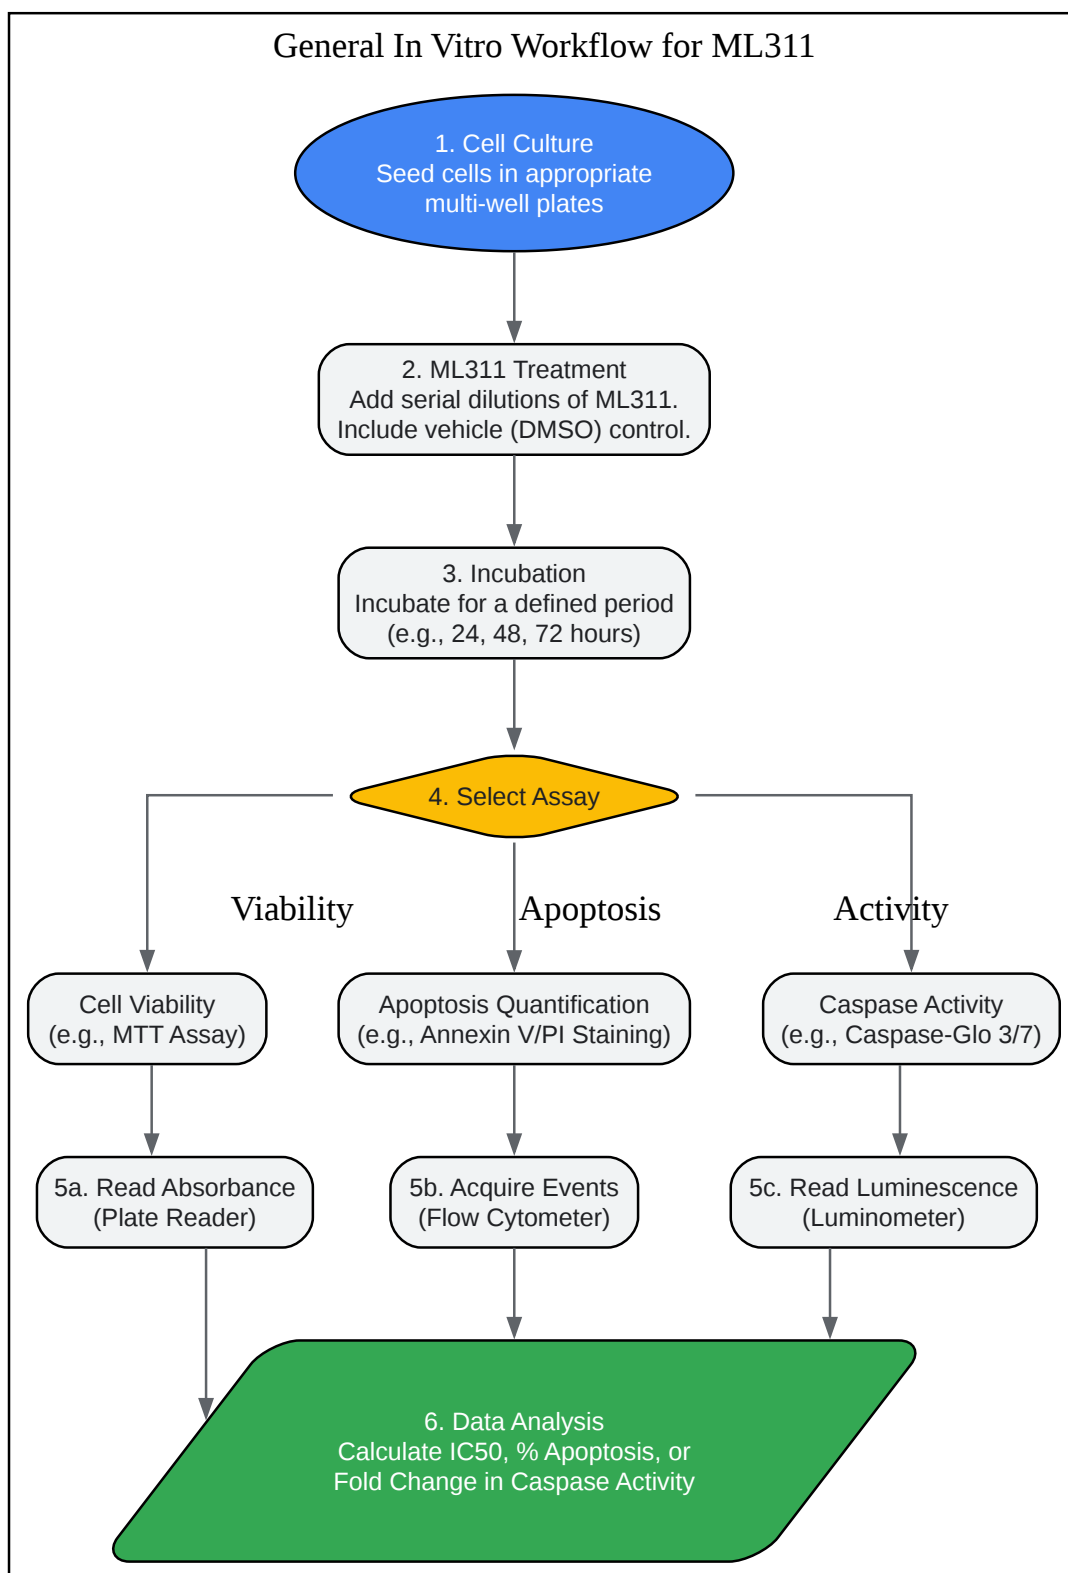 General In Vitro Workflow for ML311
1. Cell Culture
Seed cells in appropriate
multi-well plates
2. ML311 Treatment
Add serial dilutions of ML311.
Include vehicle (DMSO) control.
3. Incubation
Incubate for a defined period
(e.g., 24, 48, 72 hours)
4. Select Assay
Viability
Apoptosis
Activity
Cell Viability
(e.g., MTT Assay)
Apoptosis Quantification
(e.g., Annexin V/PI Staining)
Caspase Activity
(e.g., Caspase-Glo 3/7)
5a. Read Absorbance
(Plate Reader)
5b. Acquire Events
(Flow Cytometer)
5c. Read Luminescence
(Luminometer)
6. Data Analysis
Calculate IC50, % Apoptosis, or
Fold Change in Caspase Activity